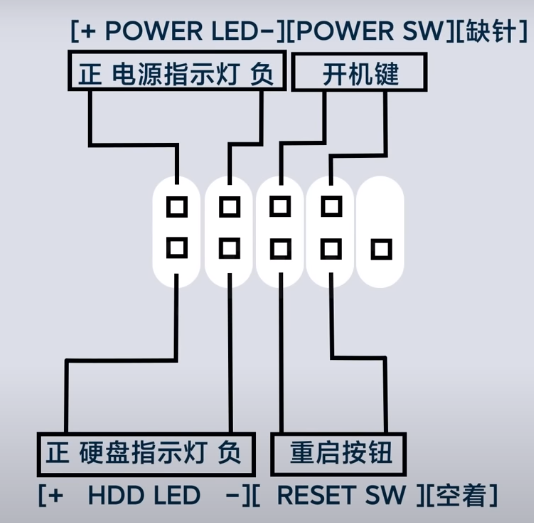 [+ POWER LED-][POWER SW][缺针]
正 电源指示灯 负 开机键
正 硬盘指示灯 负 重启按钮
[+ HDD LED -][ RESET SW ][空着]